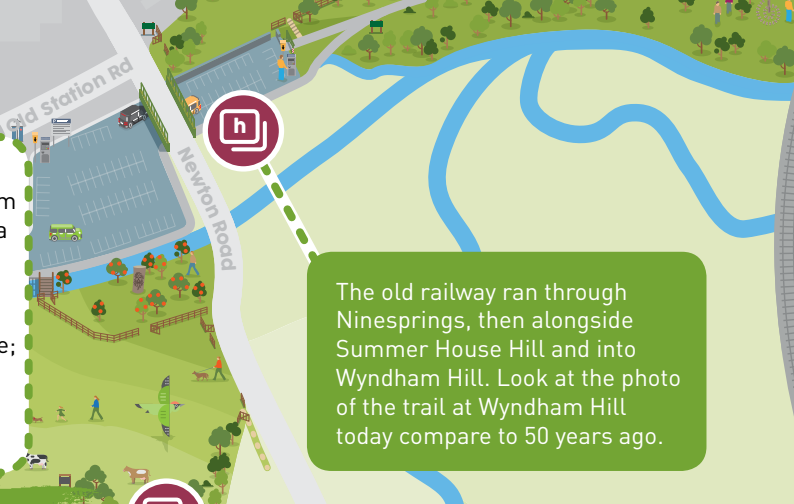 Old Station Rd
h
Newton Road
m
a
e;
The old railway ran through
Ninesprings, then alongside
Summer House Hill and into
Wyndham Hill. Look at the photo
of the trail at Wyndham Hill
today compare to 50 years ago.